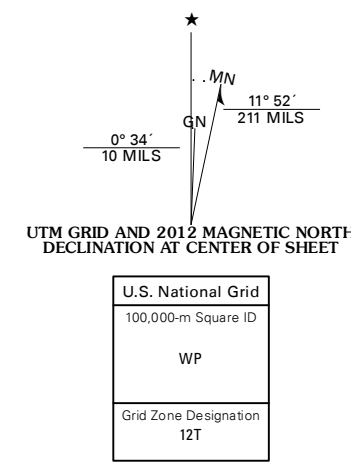 ★
MN
GN
11° 52´
211 MILS
0° 34´
10 MILS
UTM GRID AND 2012 MAGNETIC NORTH
DECLINATION AT CENTER OF SHEET
U.S. National Grid
100,000-m Square ID
WP
Grid Zone Designation
12T